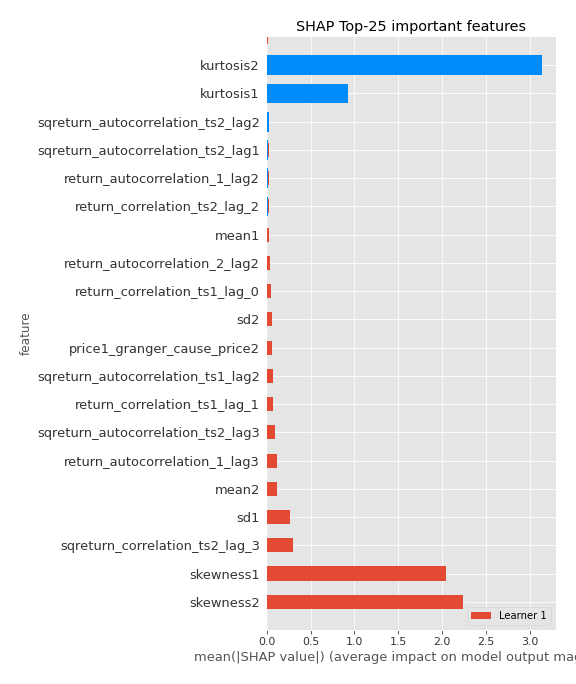 SHAP Top-25 important features
kurtosis2
kurtosis1
sqreturn_autocorrelation_ts2_lag2
sqreturn_autocorrelation_ts2_lag1
return_autocorrelation_1_lag2
return_correlation_ts2_lag_2
mean1
return_autocorrelation_2_lag2
return_correlation_ts1_lag_0
sd2
price1_granger_cause_price2
sqreturn_autocorrelation_ts1_lag2
return_correlation_ts1_lag_1
sqreturn_autocorrelation_ts2_lag3
return_autocorrelation_1_lag3
mean2
sd1
sqreturn_correlation_ts2_lag_3
skewness1
skewness2
feature
Learner 1
0.0 0.5 1.0 1.5 2.0 2.5 3.0
mean(|SHAP value|) (average impact on model output mag